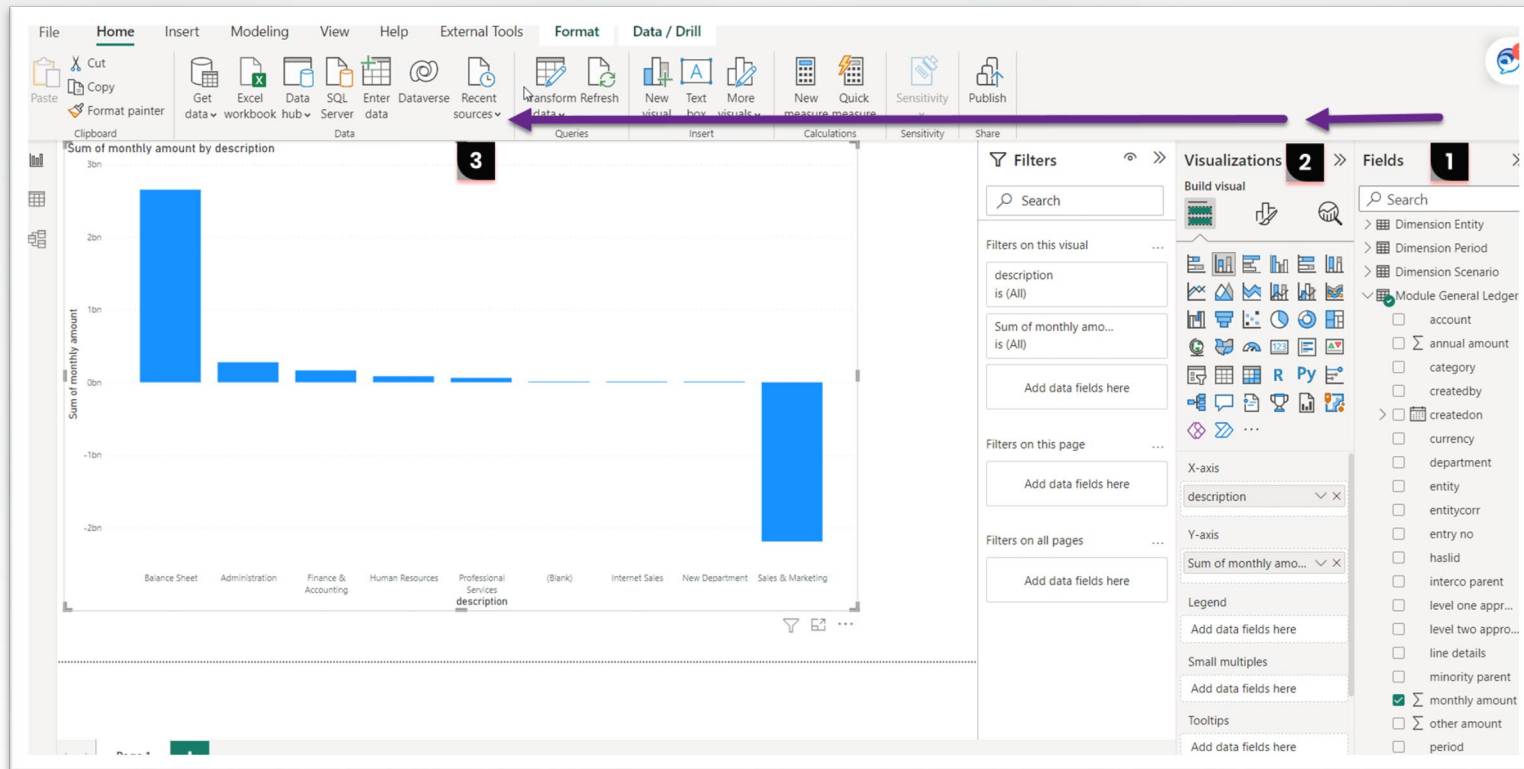 File Home Insert Modeling View Help External Tools Format Data / Drill
Cut
Copy
Format painter
Paste
Get data
Excel workbook
Data hub
SQL Server
Enter data
Dataverse
Recent sources
Transform data
Refresh
New visual
Text box
More visuals
New measure
Quick measure
Sensitivity
Publish
Clipboard Data Queries Insert Calculations Sensitivity Share
3
Sum of monthly amount by description
3bn
2bn
1bn
0bn
-1bn
-2bn
Sum of monthly amount
Balance Sheet
Administration
Finance &
Accounting
Human Resources
Professional
Services
(Blank)
Internet Sales
New Department
Sales & Marketing
description
Page 1
Filters
Search
Filters on this visual ...
description
is (All)
Sum of monthly amo...
is (All)
Add data fields here
Filters on this page ...
Add data fields here
Filters on all pages ...
Add data fields here
Visualizations 2
Build visual
123
R Py
...
X-axis
description
Y-axis
Sum of monthly amo...
Legend
Add data fields here
Small multiples
Add data fields here
Tooltips
Add data fields here
Fields 1
Search
Dimension Entity
Dimension Period
Dimension Scenario
Module General Ledger
account
annual amount
category
createdby
createdon
currency
department
entity
entitycorr
entry no
haslid
interco parent
level one appr...
level two appro...
line details
minority parent
monthly amount
other amount
period